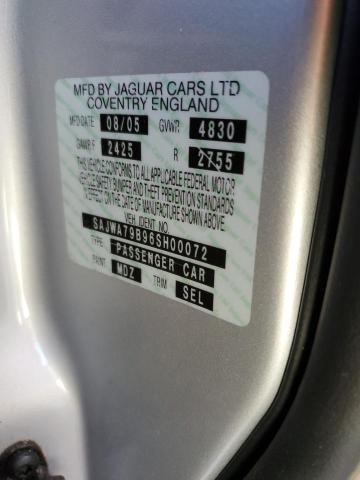 MFD BY JAGUAR CARS LTD
COVENTRY ENGLAND
MFD-DATE 08/05 GVWR 4830
GAWR F 2425 R 2755
THIS VEHICLE CONFORMS TO ALL APPLICABLE FEDERAL MOTOR
VEHICLE SAFETY BUMPER AND THEFT PREVENTION STANDARDS
IN EFFECT ON THE DATE OF MANUFACTURE SHOWN ABOVE.
VEH IDENT NO.
SAJWA79B96SH00072
TYPE PASSENGER CAR
PAINT MDZ TRIM SEL